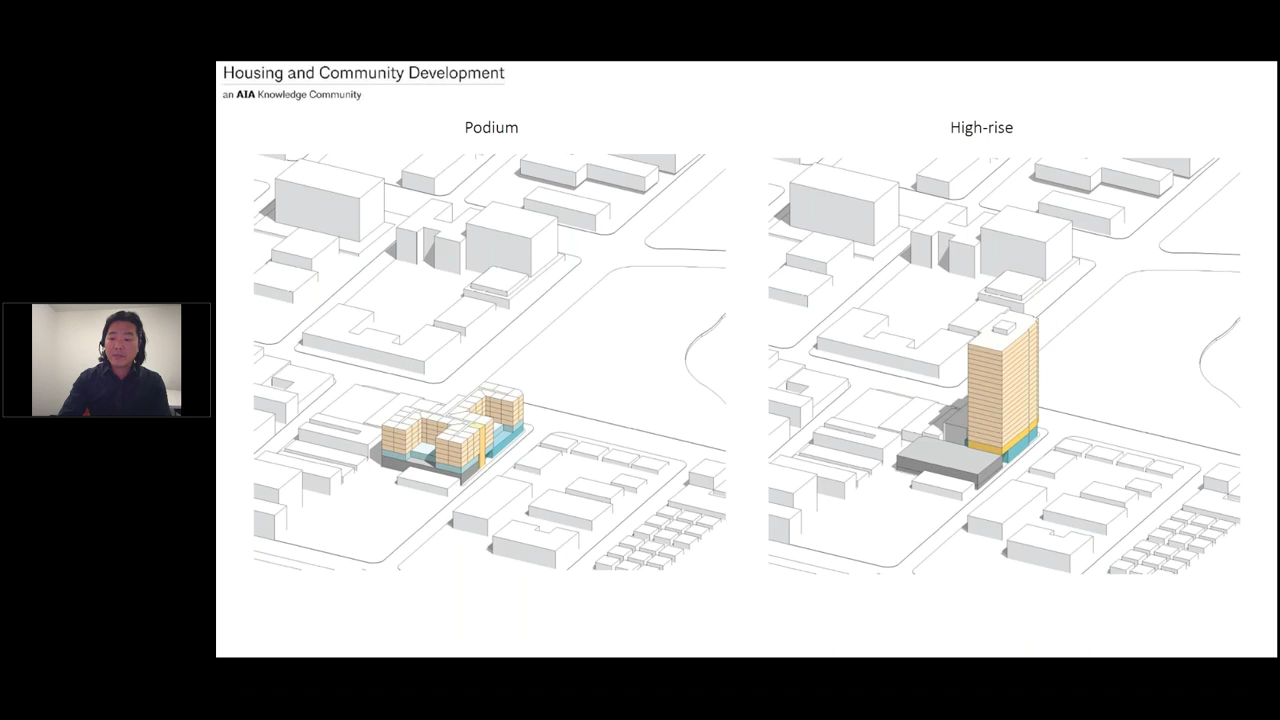 Housing and Community Development
an AIA Knowledge Community
Podium
High-rise